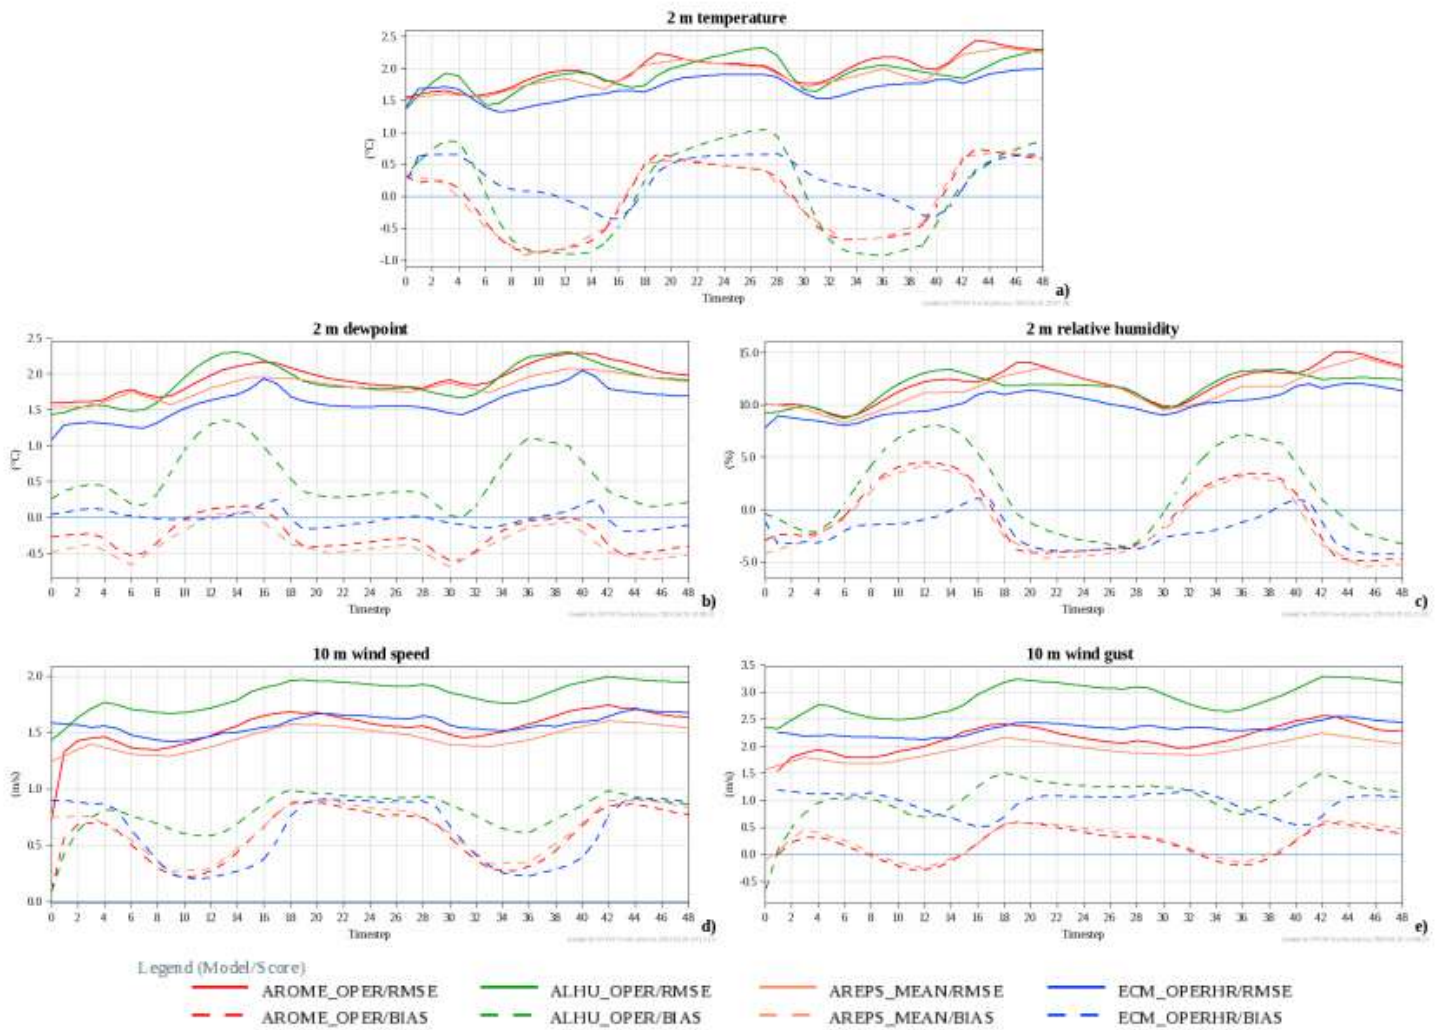 2 m temperature
2.5
2.0
1.5
1.0
0.5
0.0
-0.5
-1.0
(°C)
0 2 4 6 8 10 12 14 16 18 20 22 24 26 28 30 32 34 36 38 40 42 44 46 48
Timestep
a)
2 m dewpoint
2.5
2.0
1.5
1.0
0.5
0.0
-0.5
(°C)
0 2 4 6 8 10 12 14 16 18 20 22 24 26 28 30 32 34 36 38 40 42 44 46 48
Timestep
b)
2 m relative humidity
15.0
10.0
5.0
0.0
-5.0
(%)
0 2 4 6 8 10 12 14 16 18 20 22 24 26 28 30 32 34 36 38 40 42 44 46 48
Timestep
c)
10 m wind speed
2.0
1.5
1.0
0.5
0.0
(m/s)
0 2 4 6 8 10 12 14 16 18 20 22 24 26 28 30 32 34 36 38 40 42 44 46 48
Timestep
d)
10 m wind gust
3.5
3.0
2.5
2.0
1.5
1.0
0.5
0.0
-0.5
(m/s)
0 2 4 6 8 10 12 14 16 18 20 22 24 26 28 30 32 34 36 38 40 42 44 46 48
Timestep
e)
Legend (Model/Score)
AROME_OPER/RMSE ALHU_OPER/RMSE AREPS_MEAN/RMSE ECM_OPERHR/RMSE
AROME_OPER/BIAS ALHU_OPER/BIAS AREPS_MEAN/BIAS ECM_OPERHR/BIAS